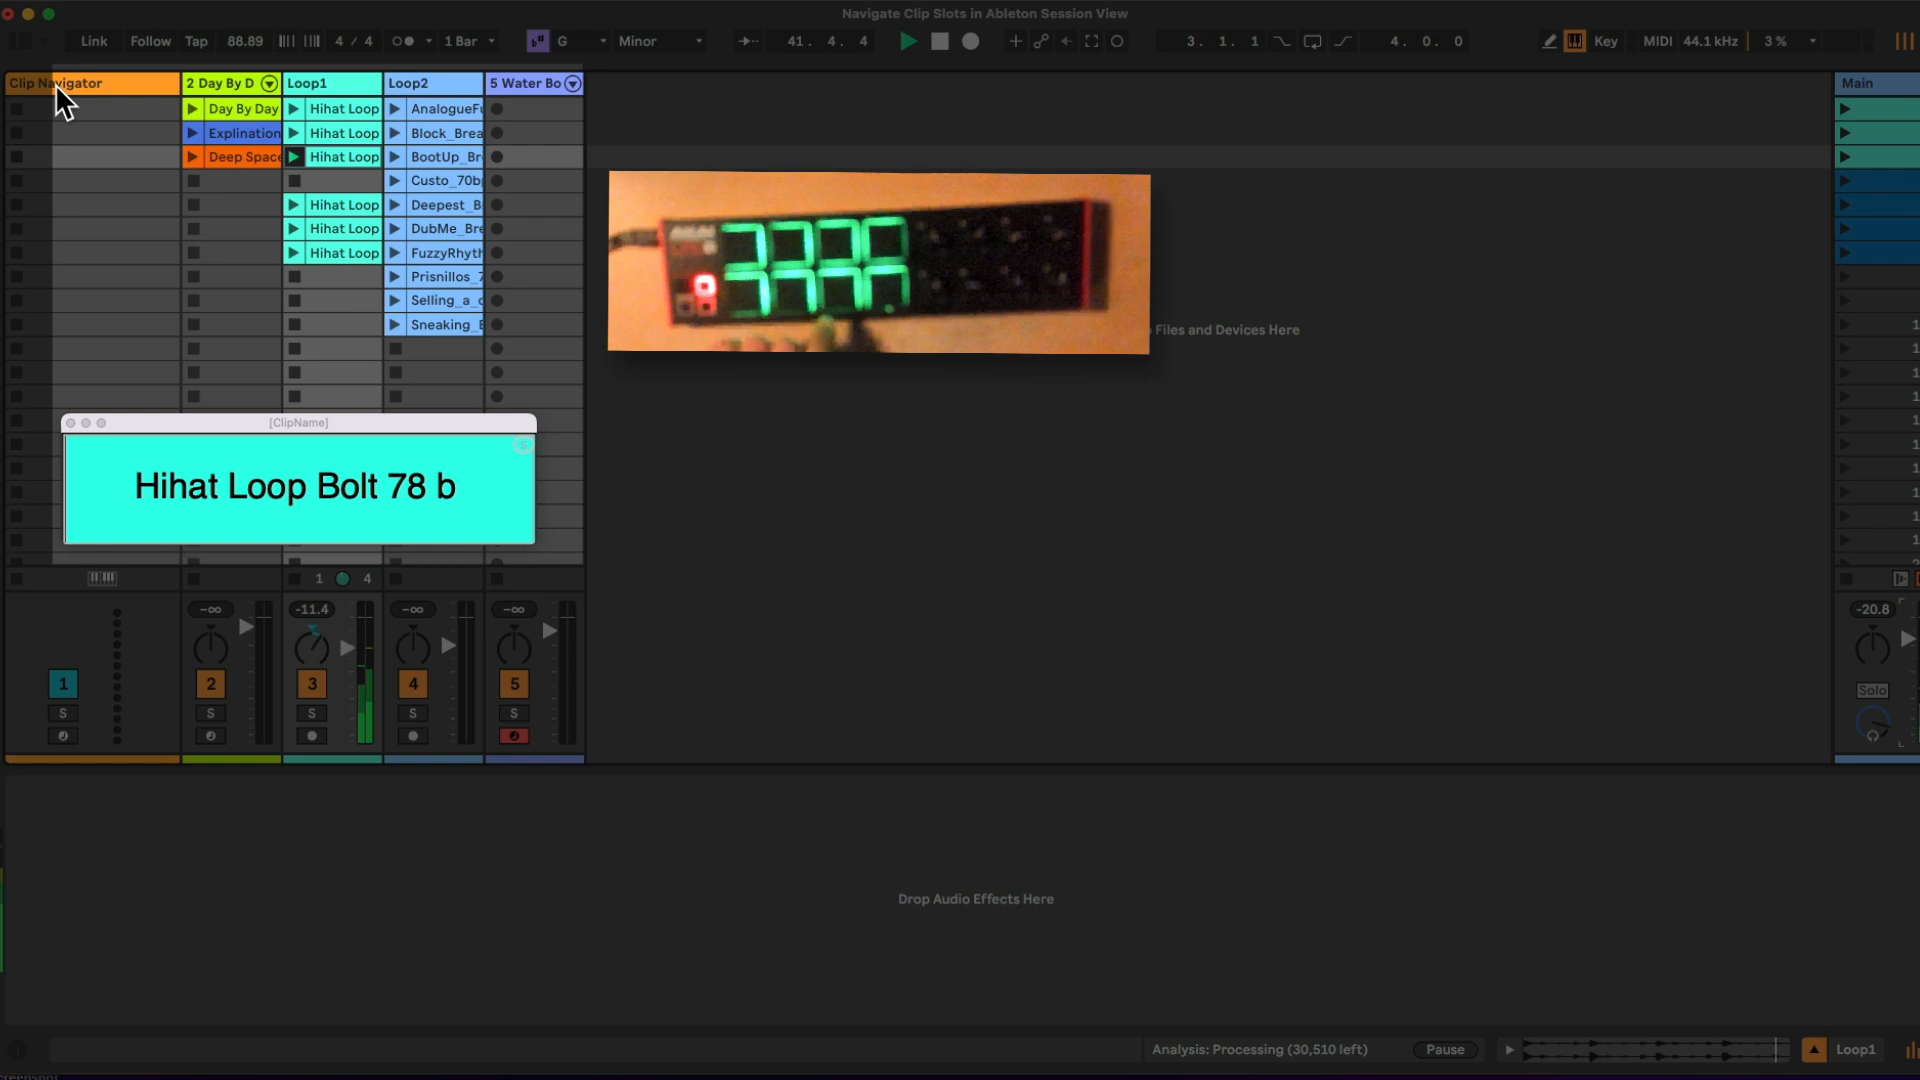 Navigate Clip Slots in Ableton Session View
Link Follow Tap 88.89 4 / 4 1 Bar G Minor 41. 4. 4 3. 1. 1 4. 0. 0 Key MIDI 44.1 kHz 3 %
Clip Navigator 2 Day By D Loop1 Loop2 5 Water Bo Main
Day By Day Hihat Loop AnalogueFu
Explination Hihat Loop Block_Brea
Deep Space Hihat Loop BootUp_Br
Custo_70b
Hihat Loop Deepest_B
Hihat Loop DubMe_Bre
Hihat Loop FuzzyRhyth
Prisnillos_7
Selling_a_c
Sneaking_B
Files and Devices Here
[ClipName]
Hihat Loop Bolt 78 b
1 4
-∞ -11.4 -∞ -∞ -20.8
1 2 3 4 5
Solo
S S S S S
Drop Audio Effects Here
Analysis: Processing (30,510 left) Pause Loop1